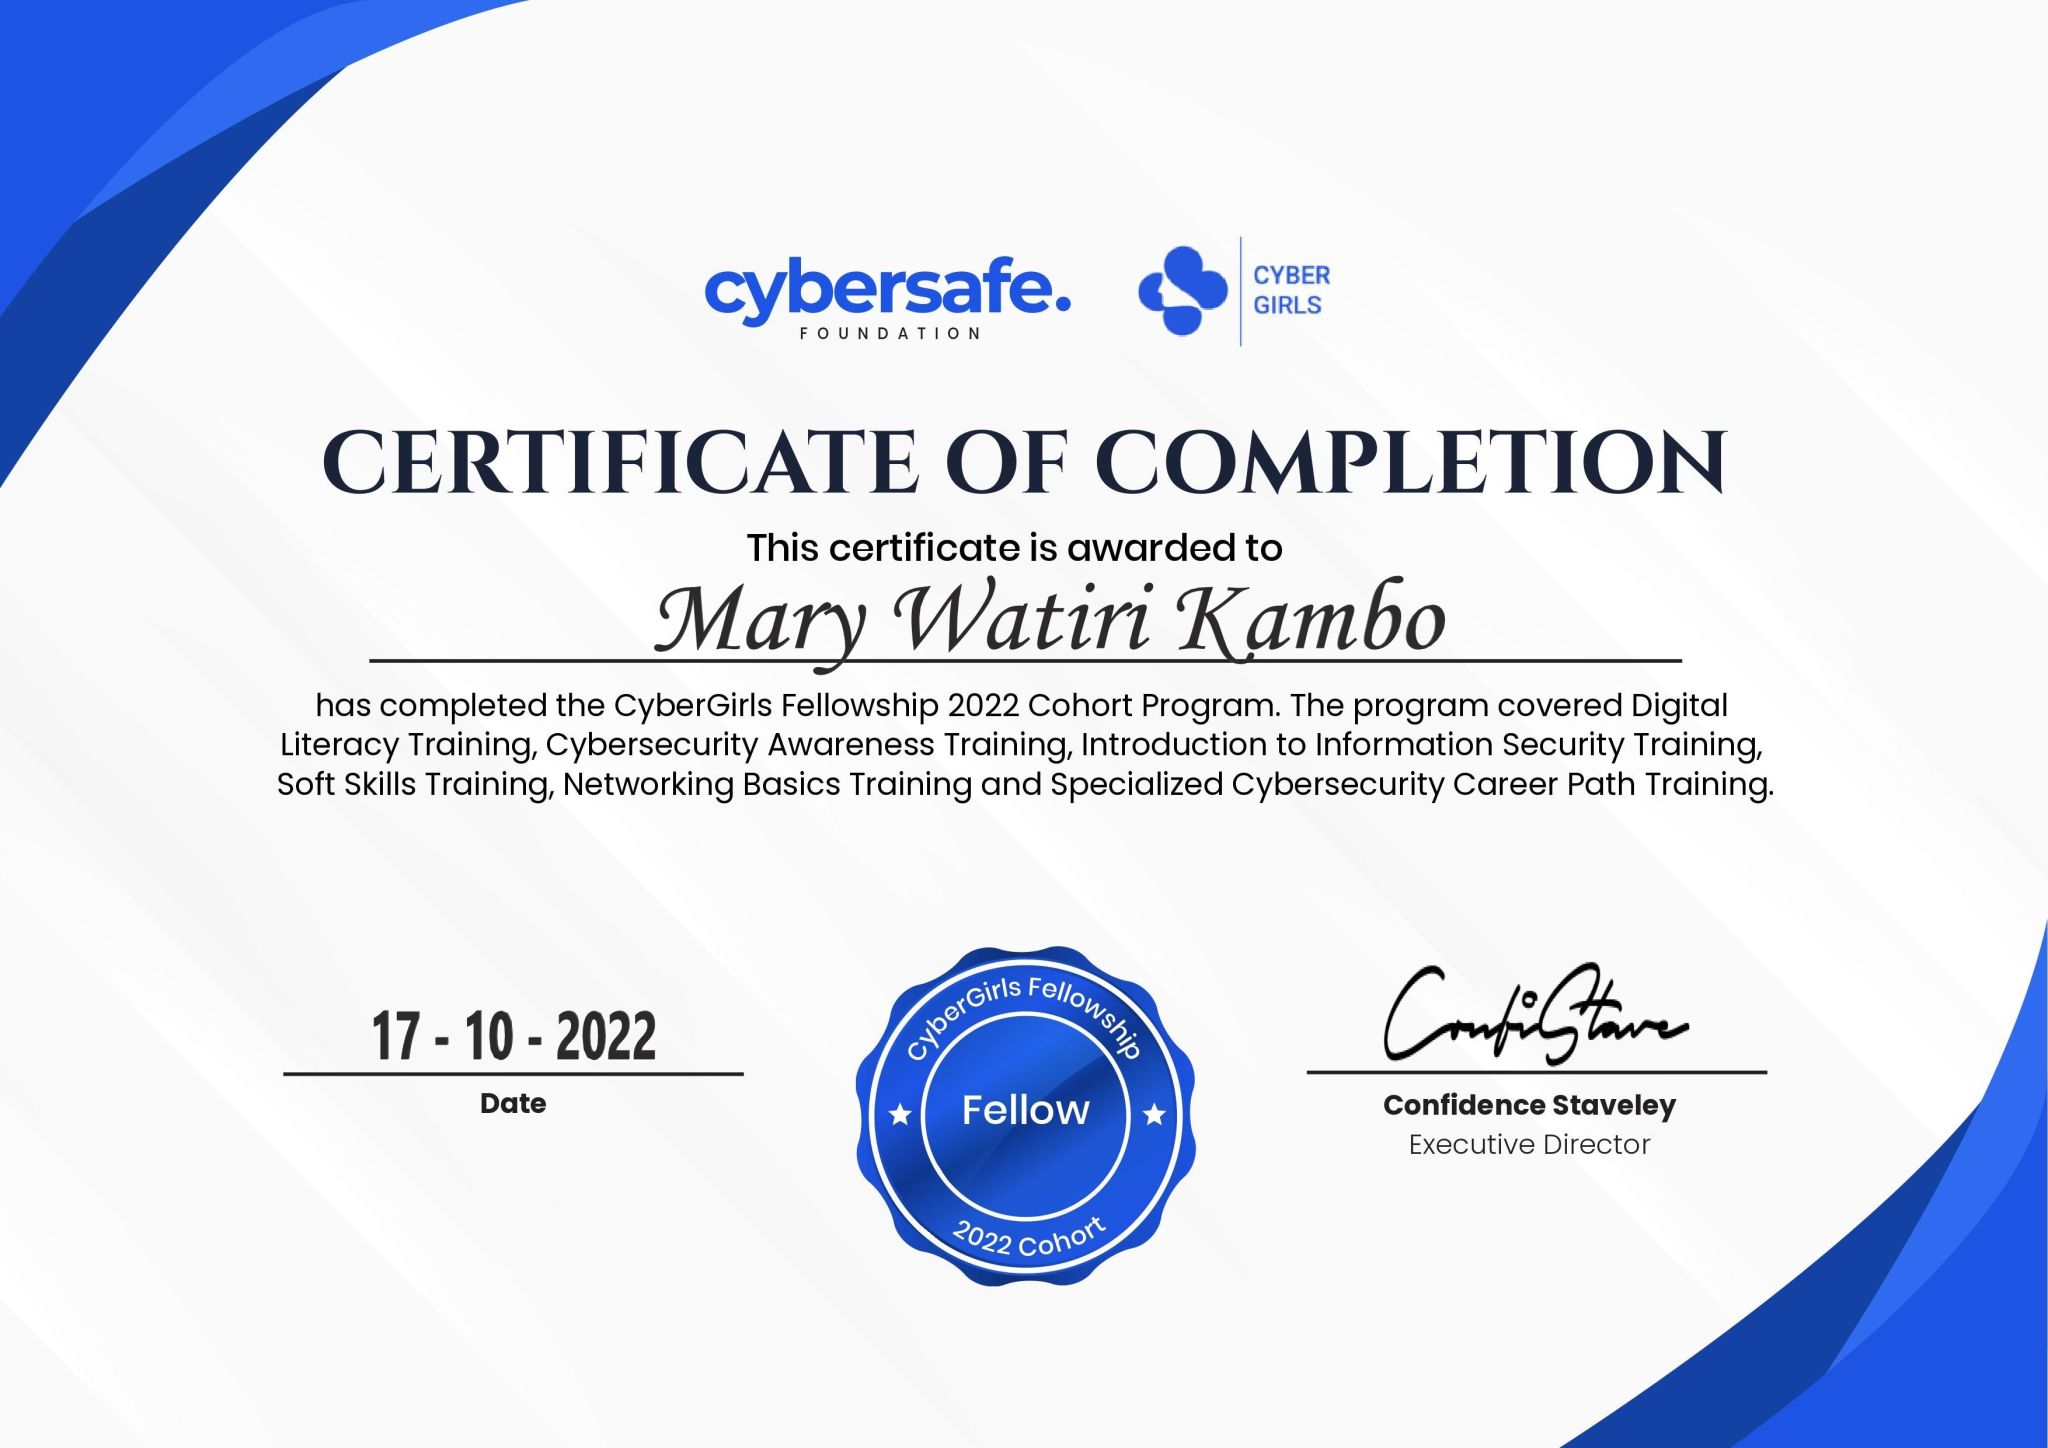 cybersafe.
FOUNDATION
CYBER
GIRLS
CERTIFICATE OF COMPLETION
This certificate is awarded to
Mary Watiri Kambo
has completed the CyberGirls Fellowship 2022 Cohort Program. The program covered Digital
Literacy Training, Cybersecurity Awareness Training, Introduction to Information Security Training,
Soft Skills Training, Networking Basics Training and Specialized Cybersecurity Career Path Training.
17 - 10 - 2022
Date
CyberGirls Fellowship
Fellow
2022 Cohort
ConfiStave
Confidence Staveley
Executive Director